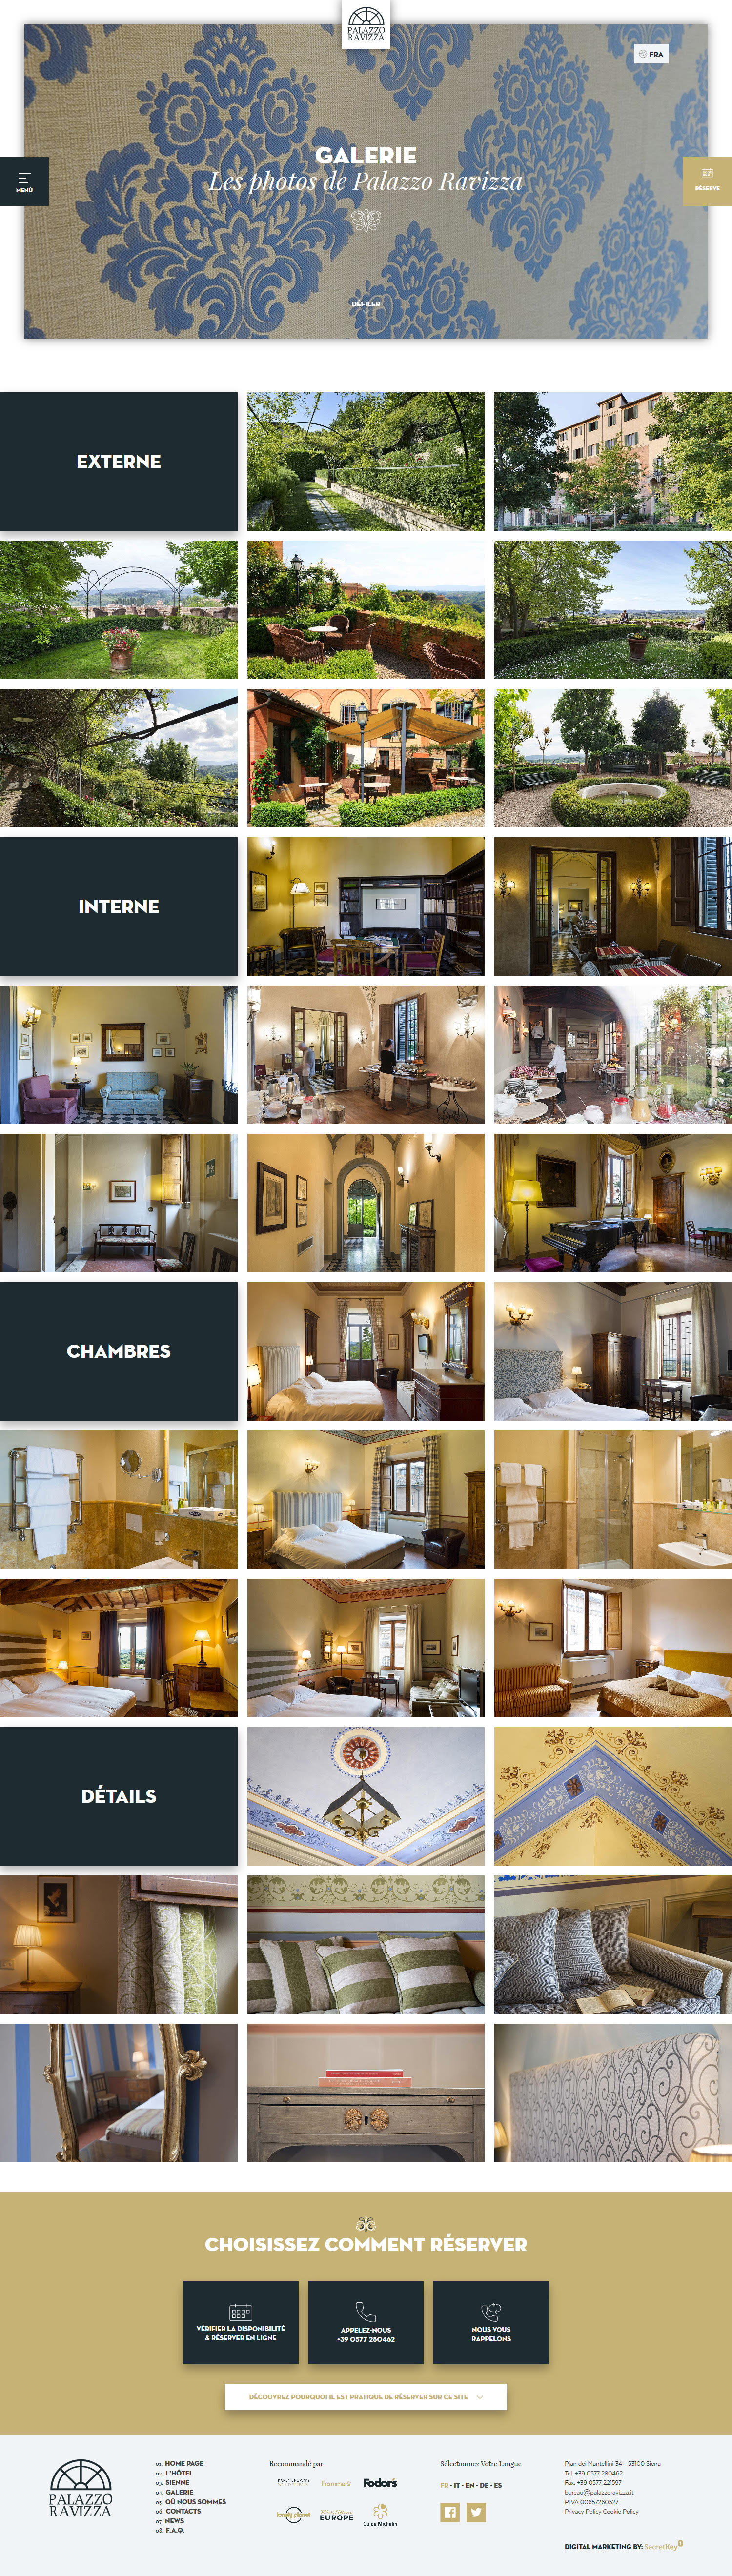 PALAZZO
RAVIZZA
FRA
GALERIE
Les photos de Palazzo Ravizza
MENÙ
RÉSERVE
DÉFILER
EXTERNE
INTERNE
CHAMBRES
DÉTAILS
CHOISISSEZ COMMENT RÉSERVER
VÉRIFIER LA DISPONIBILITÉ
& RÉSERVER EN LIGNE
APPELEZ-NOUS
+39 0577 280462
NOUS VOUS
RAPPELONS
DÉCOUVREZ POURQUOI IL EST PRATIQUE DE RÉSERVER SUR CE SITE
PALAZZO
RAVIZZA
01. HOME PAGE
02. L'HÔTEL
03. SIENNE
04. GALERIE
05. OÙ NOUS SOMMES
06. CONTACTS
07. NEWS
08. F.A.Q.
Recommandé par
Frommer's
Fodor's
lonely planet
EUROPE
Guide Michelin
Sélectionnez Votre Langue
FR - IT - EN - DE - ES
Pian dei Mantellini 34 - 53100 Siena
Tel. +39 0577 280462
Fax. +39 0577 221597
bureau@palazzoravizza.it
P.IVA 00657280527
Privacy Policy Cookie Policy
DIGITAL MARKETING BY: SecretKey